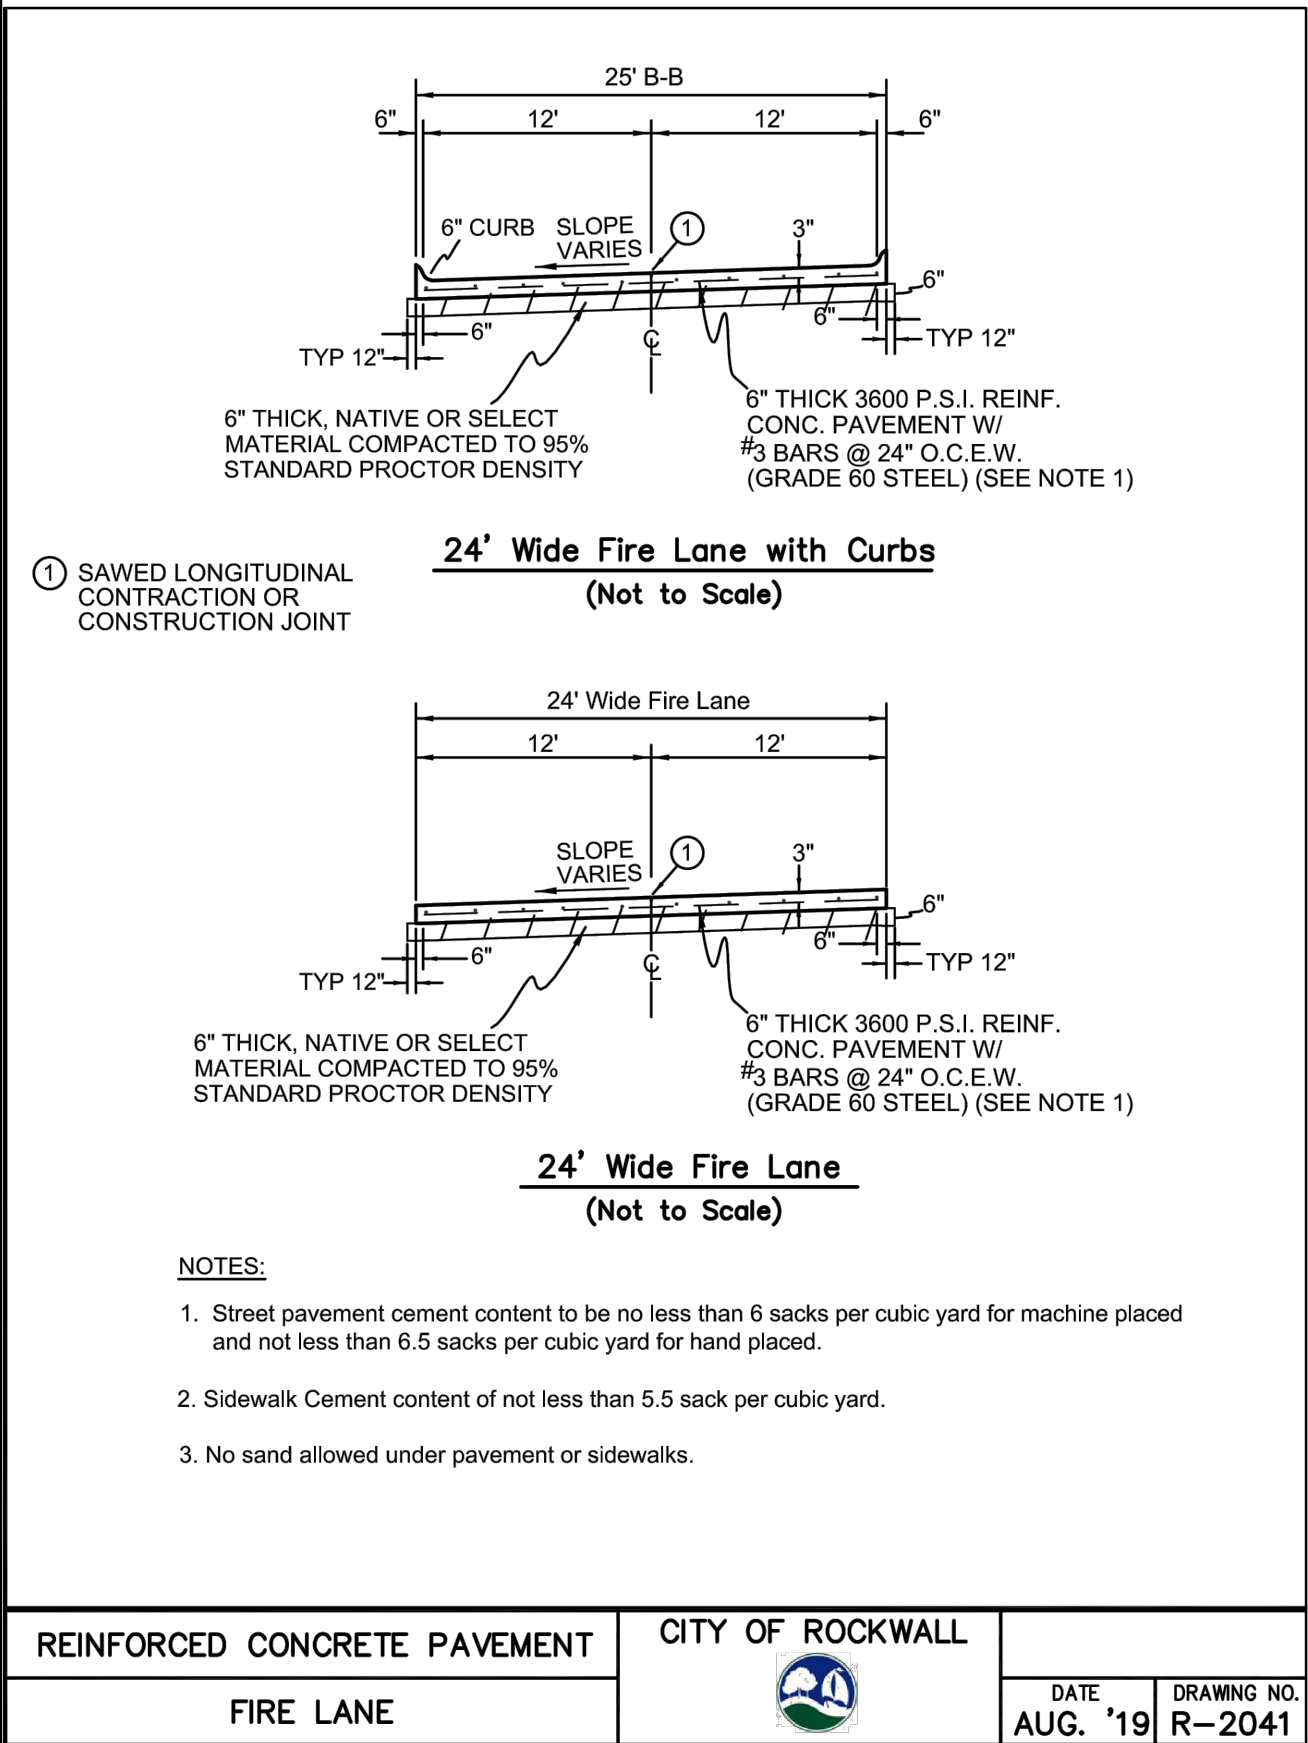 25' B-B
6" 12' 12' 6"
6" CURB SLOPE
VARIES
1
3"
6"
6"
6"
TYP 12"
TYP 12"
℄
6" THICK, NATIVE OR SELECT
MATERIAL COMPACTED TO 95%
STANDARD PROCTOR DENSITY
6" THICK 3600 P.S.I. REINF.
CONC. PAVEMENT W/
#3 BARS @ 24" O.C.E.W.
(GRADE 60 STEEL) (SEE NOTE 1)
24' Wide Fire Lane with Curbs
(Not to Scale)
1 SAWED LONGITUDINAL
CONTRACTION OR
CONSTRUCTION JOINT
24' Wide Fire Lane
12' 12'
SLOPE
VARIES
1
3"
6"
6"
6"
TYP 12"
TYP 12"
℄
6" THICK, NATIVE OR SELECT
MATERIAL COMPACTED TO 95%
STANDARD PROCTOR DENSITY
6" THICK 3600 P.S.I. REINF.
CONC. PAVEMENT W/
#3 BARS @ 24" O.C.E.W.
(GRADE 60 STEEL) (SEE NOTE 1)
24' Wide Fire Lane
(Not to Scale)
NOTES:
1. Street pavement cement content to be no less than 6 sacks per cubic yard for machine placed
and not less than 6.5 sacks per cubic yard for hand placed.
2. Sidewalk Cement content of not less than 5.5 sack per cubic yard.
3. No sand allowed under pavement or sidewalks.
REINFORCED CONCRETE PAVEMENT
FIRE LANE
CITY OF ROCKWALL
DATE
AUG. '19
DRAWING NO.
R-2041